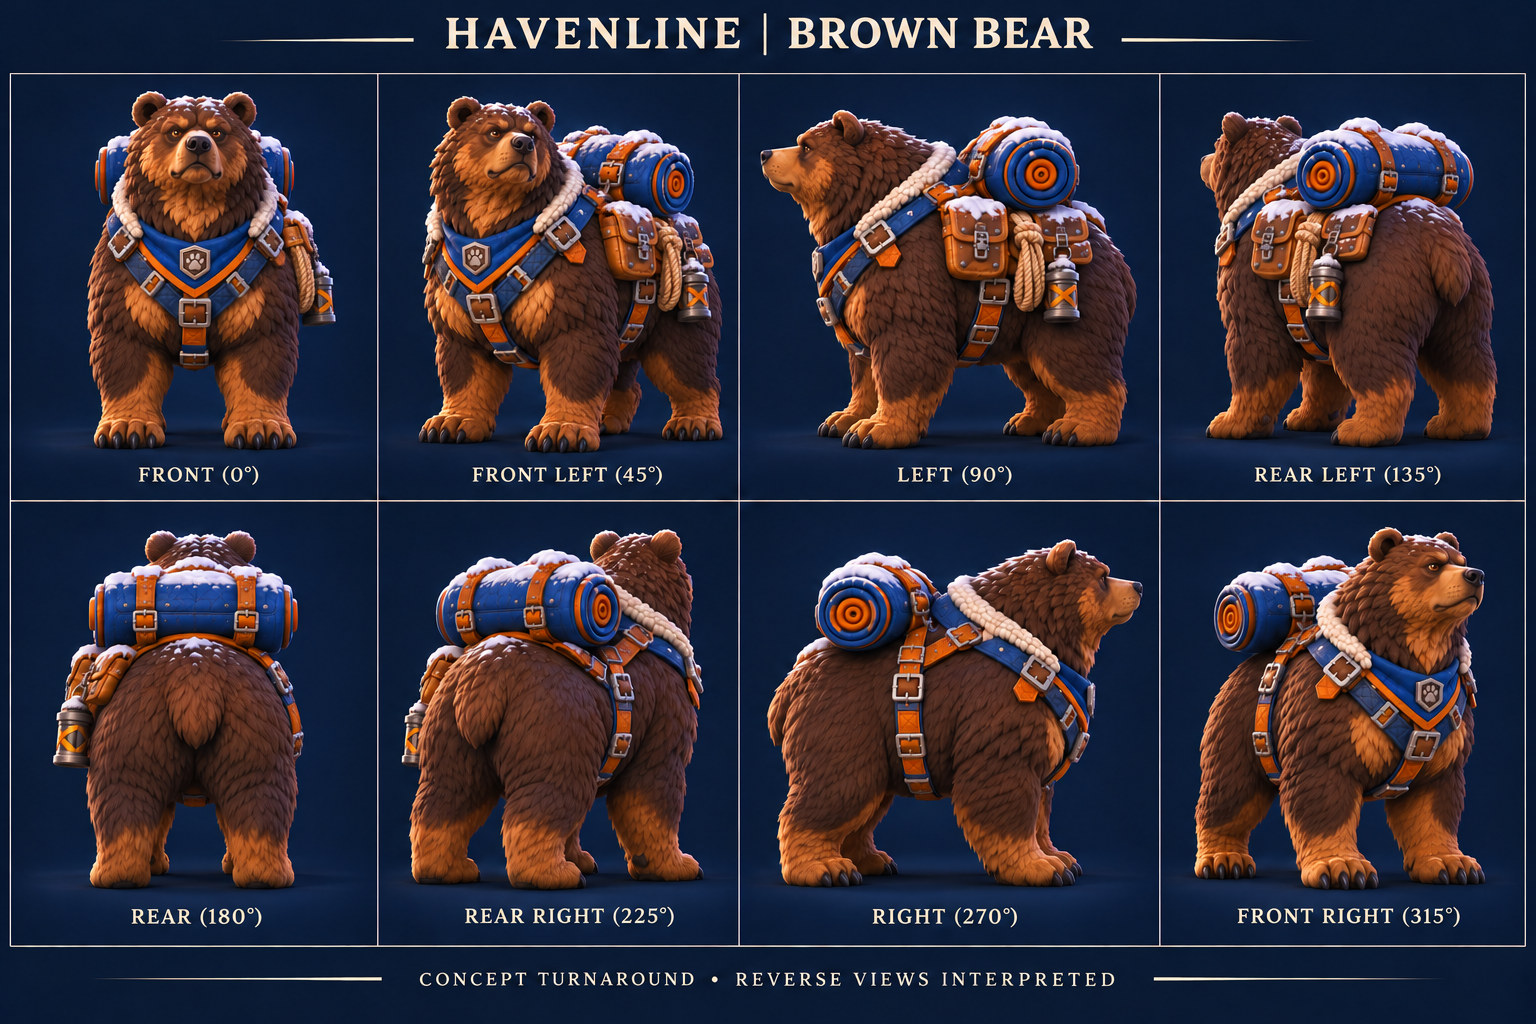 HAVENLINE | BROWN BEAR
FRONT (0°)
FRONT LEFT (45°)
LEFT (90°)
REAR LEFT (135°)
REAR (180°)
REAR RIGHT (225°)
RIGHT (270°)
FRONT RIGHT (315°)
CONCEPT TURNAROUND • REVERSE VIEWS INTERPRETED